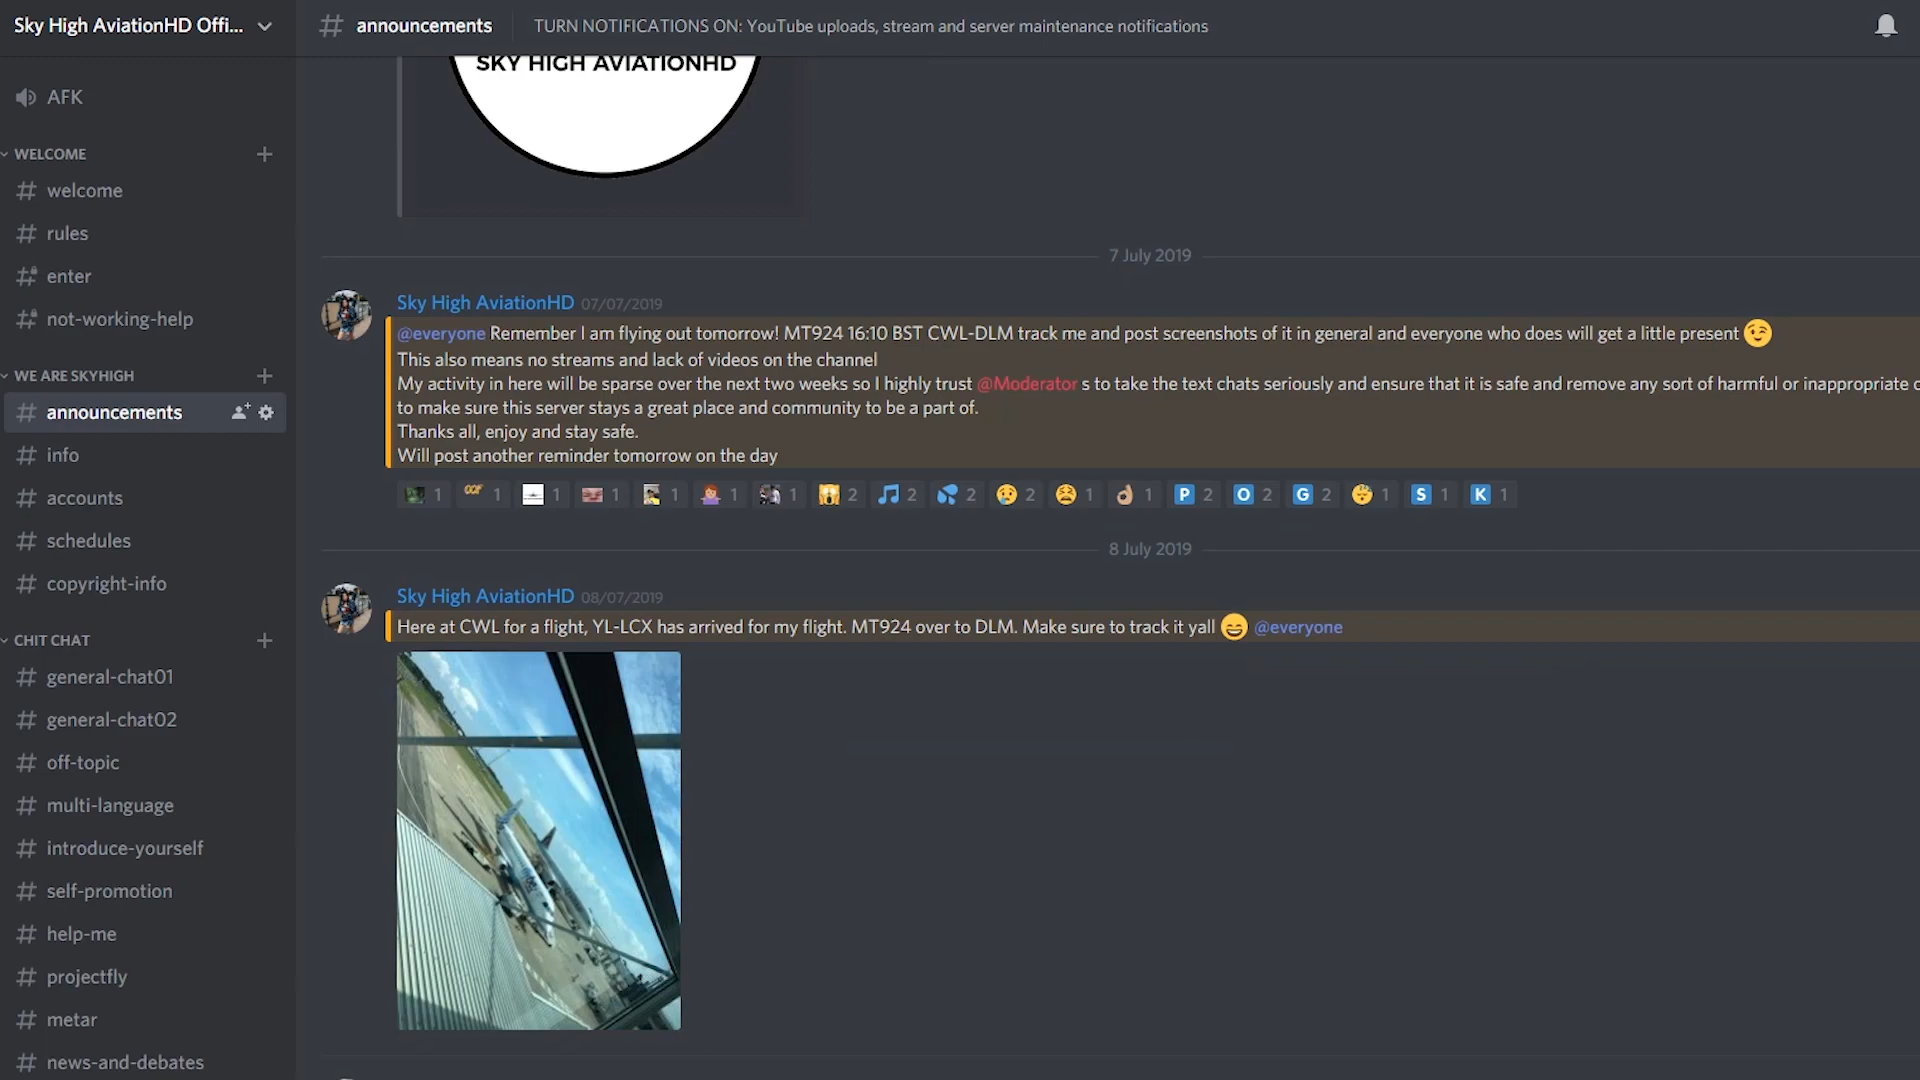 Sky High AviationHD Offi...
announcements
TURN NOTIFICATIONS ON: YouTube uploads, stream and server maintenance notifications
AFK
WELCOME
welcome
rules
enter
not-working-help
WE ARE SKYHIGH
announcements
info
accounts
schedules
copyright-info
CHIT CHAT
general-chat01
general-chat02
off-topic
multi-language
introduce-yourself
self-promotion
help-me
projectfly
metar
news-and-debates
SKY HIGH AVIATIONHD
7 July 2019
Sky High AviationHD 07/07/2019
@everyone Remember I am flying out tomorrow! MT924 16:10 BST CWL-DLM track me and post screenshots of it in general and everyone who does will get a little present
This also means no streams and lack of videos on the channel
My activity in here will be sparse over the next two weeks so I highly trust @Moderator s to take the text chats seriously and ensure that it is safe and remove any sort of harmful or inappropriate
to make sure this server stays a great place and community to be a part of.
Thanks all, enjoy and stay safe.
Will post another reminder tomorrow on the day
1 OOF 1 1 1 1 1 1 2 2 2 2 1 1 P 2 O 2 G 2 1 S 1 K 1
8 July 2019
Sky High AviationHD 08/07/2019
Here at CWL for a flight, YL-LCX has arrived for my flight. MT924 over to DLM. Make sure to track it yall @everyone